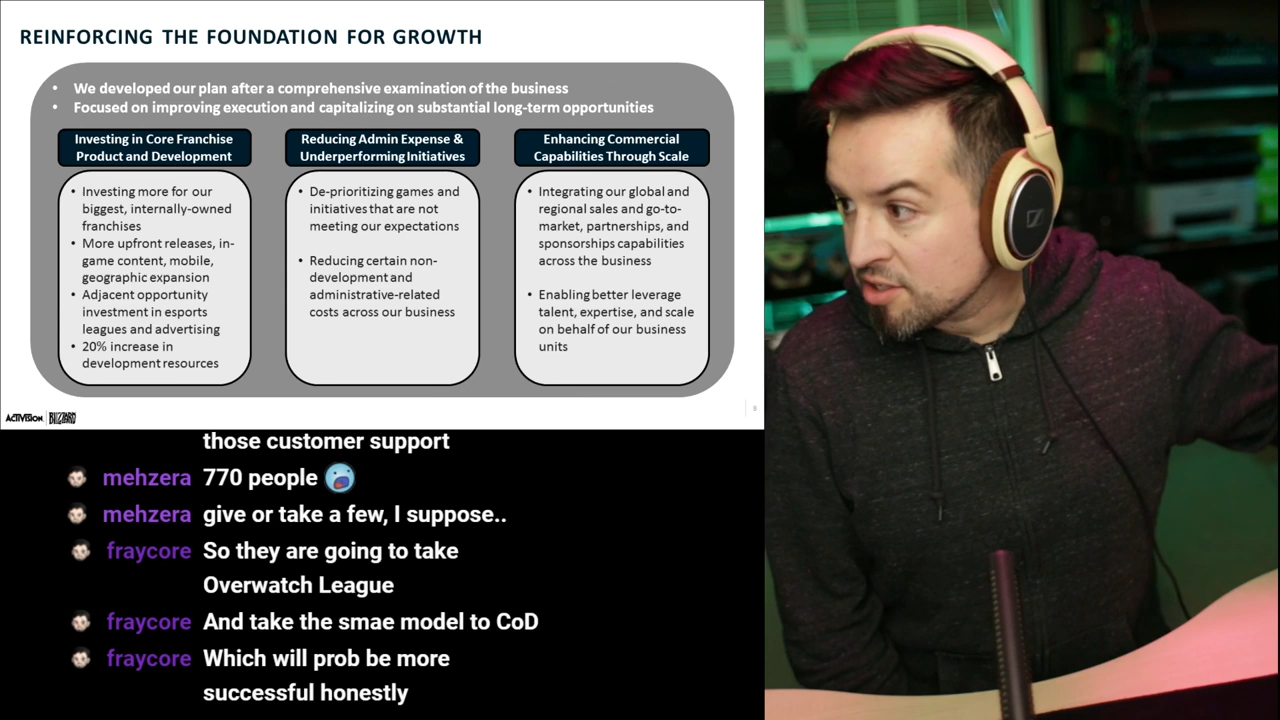 REINFORCING THE FOUNDATION FOR GROWTH
• We developed our plan after a comprehensive examination of the business
• Focused on improving execution and capitalizing on substantial long-term opportunities
Investing in Core Franchise
Product and Development
• Investing more for our
biggest, internally-owned
franchises
• More upfront releases, in-
game content, mobile,
geographic expansion
• Adjacent opportunity
investment in esports
leagues and advertising
• 20% increase in
development resources
Reducing Admin Expense &
Underperforming Initiatives
• De-prioritizing games and
initiatives that are not
meeting our expectations
• Reducing certain non-
development and
administrative-related
costs across our business
Enhancing Commercial
Capabilities Through Scale
• Integrating our global and
regional sales and go-to-
market, partnerships, and
sponsorships capabilities
across the business
• Enabling better leverage
talent, expertise, and scale
on behalf of our business
units
ACTIVISION | BLIZZARD
8
those customer support
mehzera 770 people
mehzera give or take a few, I suppose..
fraycore So they are going to take
Overwatch League
fraycore And take the smae model to CoD
fraycore Which will prob be more
successful honestly